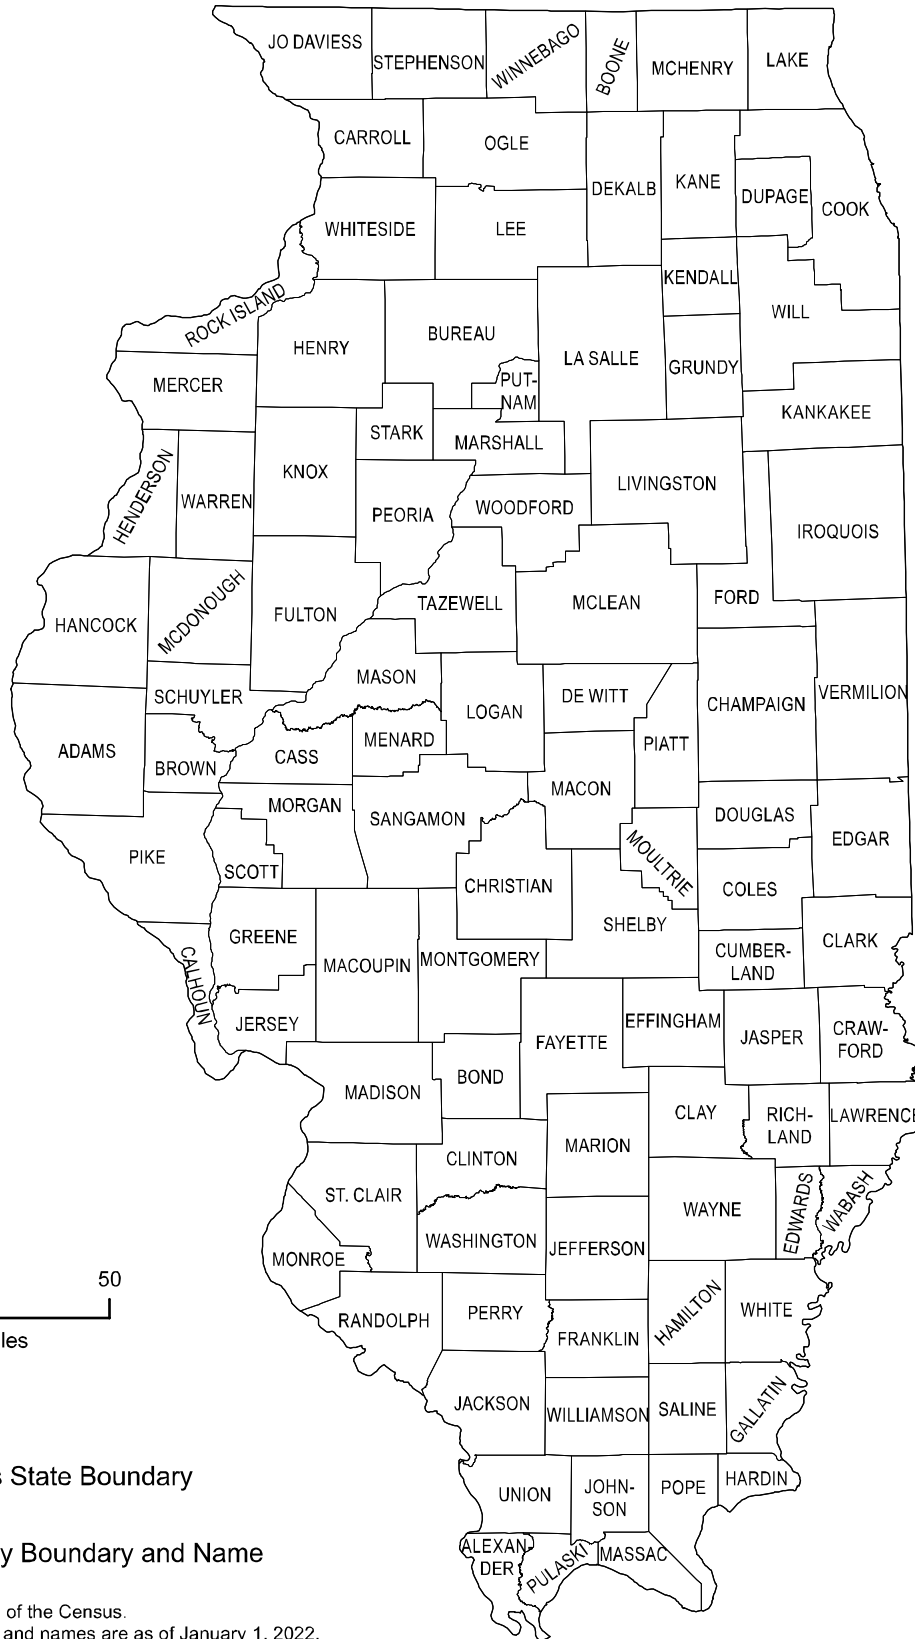 JO DAVIESS
STEPHENSON
WINNEBAGO
BOONE
MCHENRY
LAKE
CARROLL
OGLE
DEKALB
KANE
DUPAGE
COOK
WHITESIDE
LEE
KENDALL
ROCK ISLAND
HENRY
BUREAU
LA SALLE
WILL
GRUNDY
MERCER
PUT-
NAM
KANKAKEE
STARK
MARSHALL
KNOX
LIVINGSTON
HENDERSON
WARREN
PEORIA
WOODFORD
IROQUOIS
HANCOCK
MCDONOUGH
FULTON
TAZEWELL
MCLEAN
FORD
MASON
SCHUYLER
DE WITT
LOGAN
CHAMPAIGN
VERMILION
ADAMS
BROWN
CASS
MENARD
PIATT
MORGAN
SANGAMON
MACON
DOUGLAS
EDGAR
PIKE
SCOTT
CHRISTIAN
MOULTRIE
COLES
SHELBY
GREENE
MACOUPIN
MONTGOMERY
CUMBER-
LAND
CLARK
CALHOUN
JERSEY
FAYETTE
EFFINGHAM
JASPER
CRAW-
FORD
MADISON
BOND
CLAY
RICH-
LAND
LAWRENCE
MARION
CLINTON
ST. CLAIR
WAYNE
EDWARDS
WABASH
WASHINGTON
JEFFERSON
MONROE
50
les
RANDOLPH
PERRY
FRANKLIN
HAMILTON
WHITE
JACKSON
WILLIAMSON
SALINE
GALLATIN
s State Boundary
UNION
JOHN-
SON
POPE
HARDIN
y Boundary and Name
ALEXAN-
DER
PULASKI
MASSAC
of the Census.
and names are as of January 1, 2022.